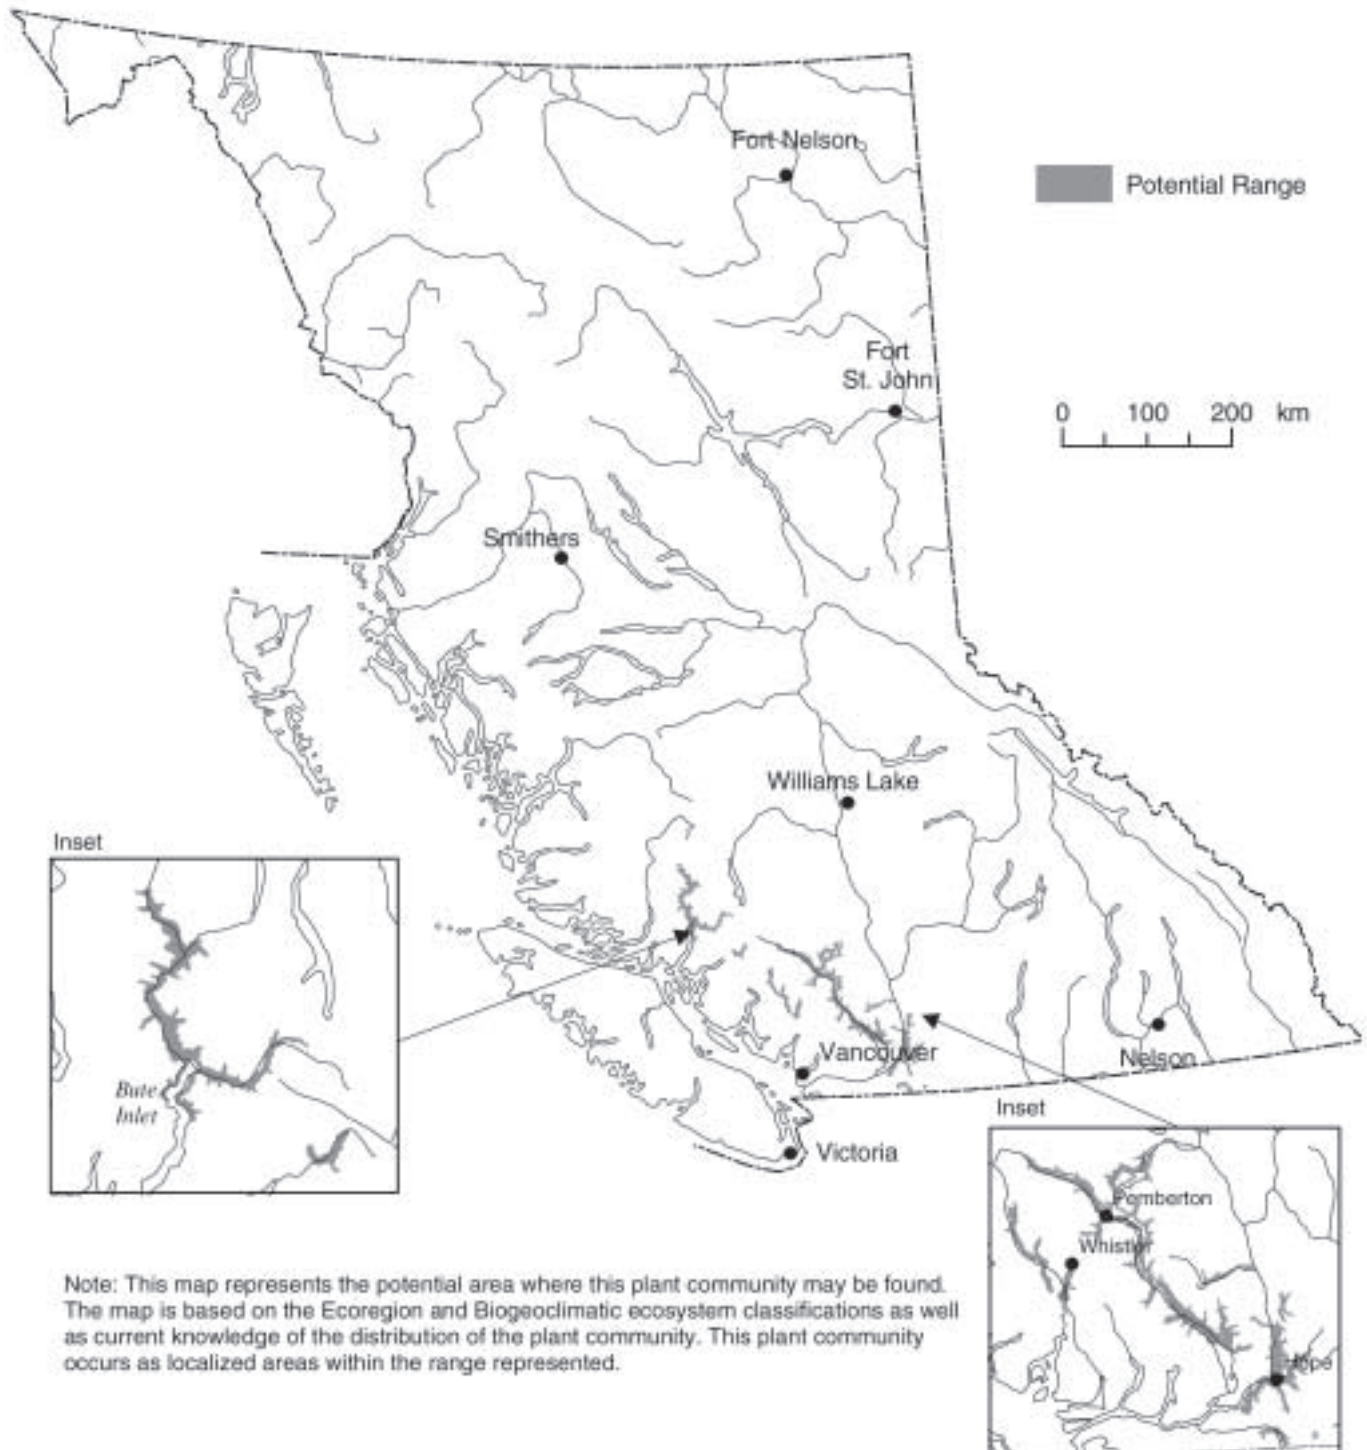 Fort Nelson
Potential Range
Fort
St. John
0 100 200 km
Smithers
Williams Lake
Inset
Bute
Inlet
Vancouver
Nelson
Victoria
Inset
Pemberton
Whistler
Hope
Note: This map represents the potential area where this plant community may be found.
The map is based on the Ecoregion and Biogeoclimatic ecosystem classifications as well
as current knowledge of the distribution of the plant community. This plant community
occurs as localized areas within the range represented.